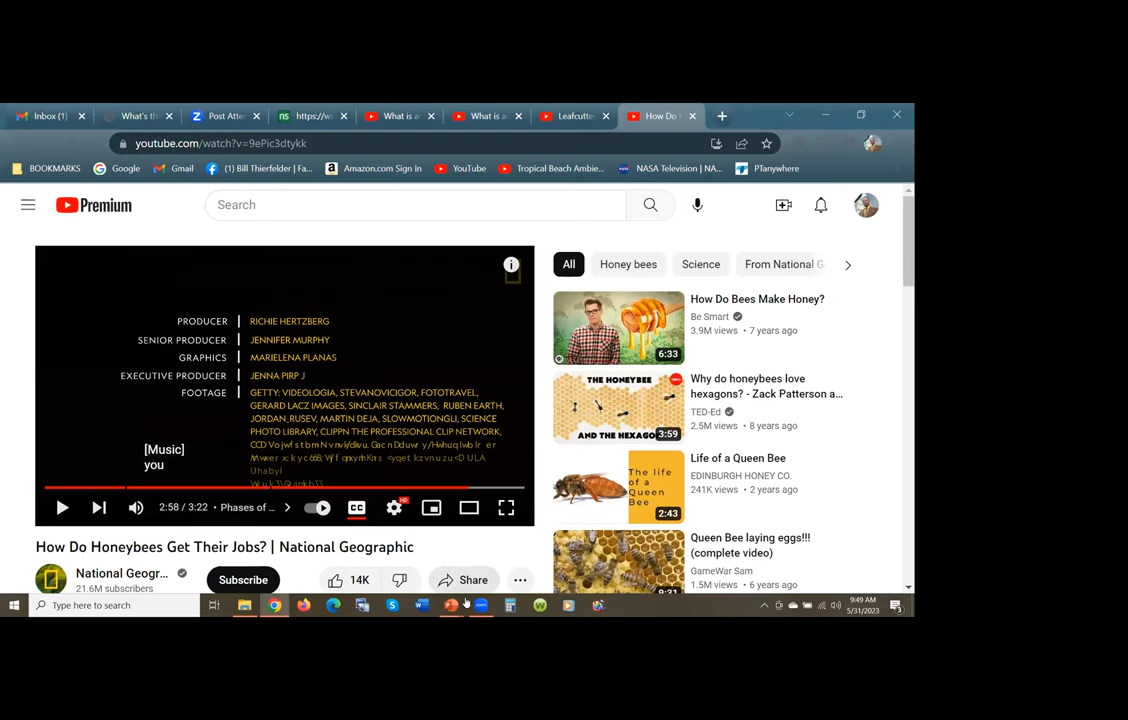 Inbox (1)
What's th
Post Atter
https://w
What is a
What is an
Leafcutte
How Do
youtube.com/watch?v=9ePic3dtykk
BOOKMARKS
Google
Gmail
(1) Bill Thierfelder | Fa...
Amazon.com Sign In
YouTube
Tropical Beach Ambie...
NASA Television | NA...
PTanywhere
Premium
Search
All
Honey bees
Science
From National G
PRODUCER RICHIE HERTZBERG
SENIOR PRODUCER JENNIFER MURPHY
GRAPHICS MARIELENA PLANAS
EXECUTIVE PRODUCER JENNA PIRP J
FOOTAGE GETTY: VIDEOLOGIA, STEVANOVICIGOR, FOTOTRAVEL,
GERARD LACZ IMAGES, SINCLAIR STAMMERS, RUBEN EARTH,
JORDAN_RUSEV, MARTIN DEJA, SLOWMOTIONGLI, SCIENCE
PHOTO LIBRARY, CLIPPN THE PROFESSIONAL CLIP NETWORK,
[Music]
you
2:58 / 3:22 • Phases of ...
CC
HD
How Do Honeybees Get Their Jobs? | National Geographic
National Geogr...
21.6M subscribers
Subscribe
14K
Share
How Do Bees Make Honey?
Be Smart
3.9M views • 7 years ago
6:33
THE HONEYBEE
AND THE HEXAGO
3:59
Why do honeybees love
hexagons? - Zack Patterson a...
TED-Ed
2.5M views • 8 years ago
The life
of a
Queen
Bee
2:43
Life of a Queen Bee
EDINBURGH HONEY CO.
241K views • 2 years ago
Queen Bee laying eggs!!!
(complete video)
GameWar Sam
1.5M views • 6 years ago
9:31
Type here to search
9:49 AM
5/31/2023